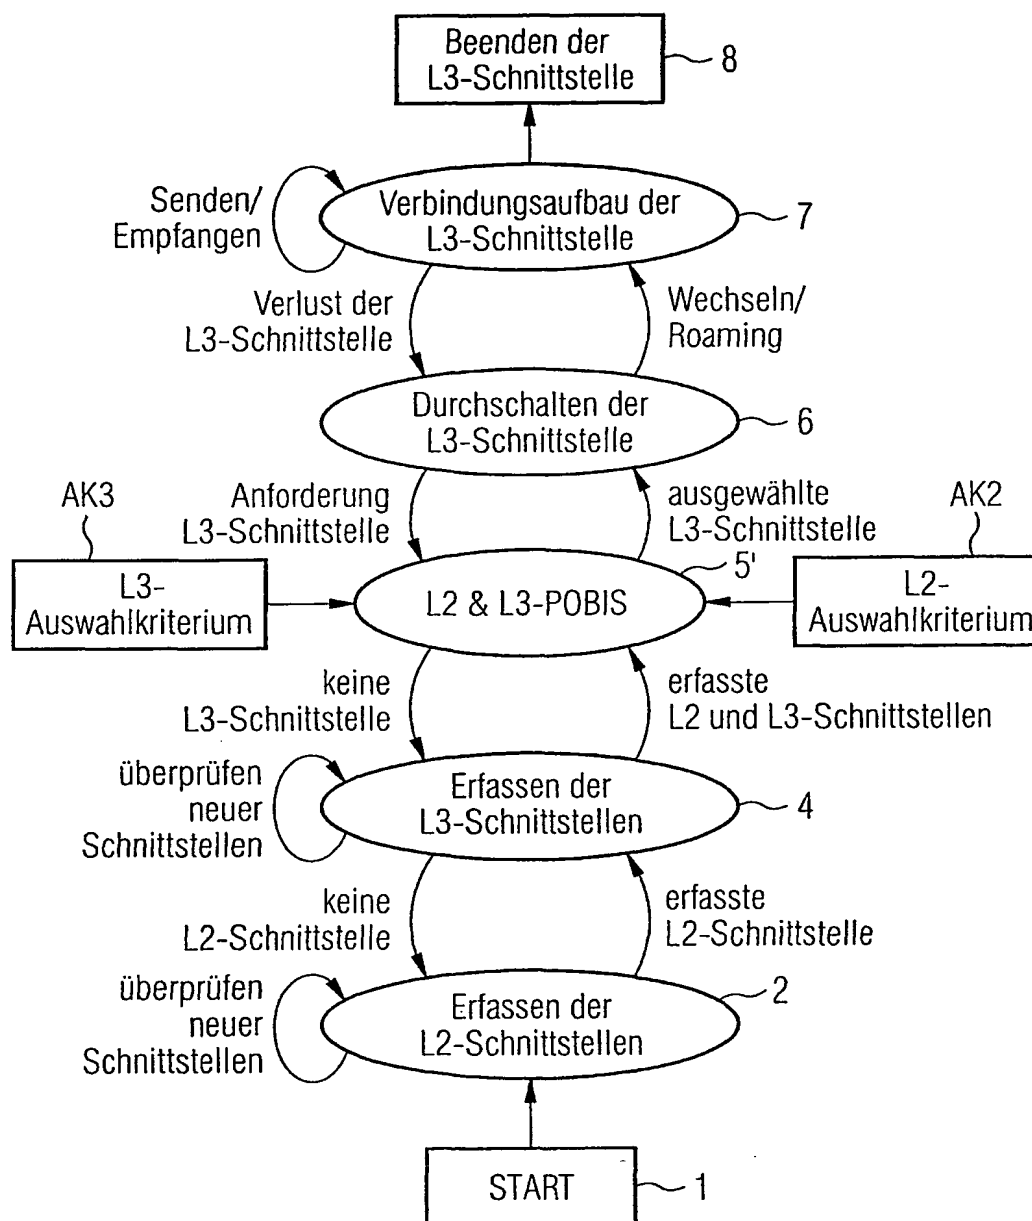 Beenden der
L3-Schnittstelle
8
Senden/
Empfangen
Verbindungsaufbau der
L3-Schnittstelle
7
Verlust der
L3-Schnittstelle
Wechseln/
Roaming
Durchschalten der
L3-Schnittstelle
6
Anforderung
L3-Schnittstelle
ausgewählte
L3-Schnittstelle
AK3
L3-
Auswahlkriterium
L2 & L3-POBIS
5'
AK2
L2-
Auswahlkriterium
keine
L3-Schnittstelle
erfasste
L2 und L3-Schnittstellen
überprüfen
neuer
Schnittstellen
Erfassen der
L3-Schnittstellen
4
keine
L2-Schnittstelle
erfasste
L2-Schnittstelle
überprüfen
neuer
Schnittstellen
Erfassen der
L2-Schnittstellen
2
START
1